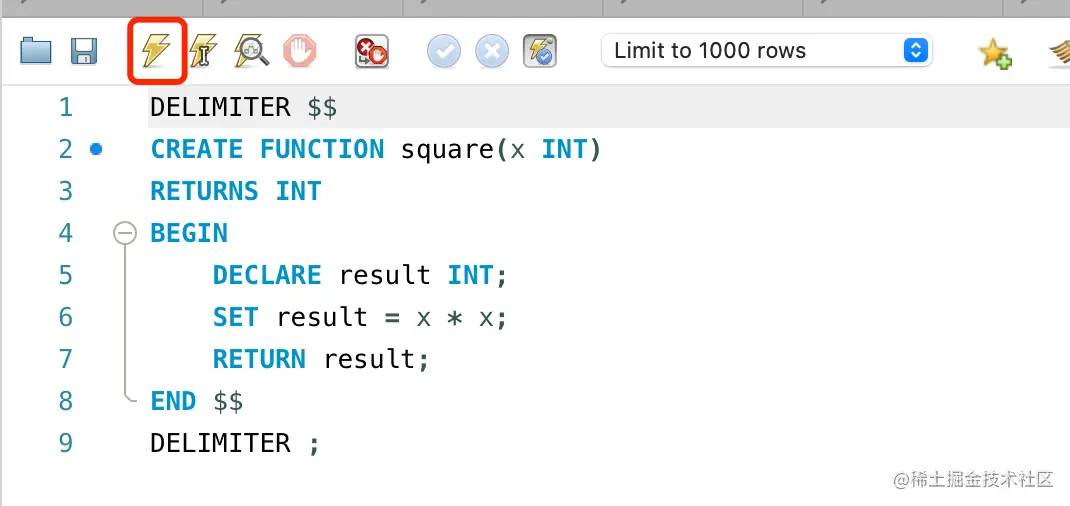 Limit to 1000 rows
1 DELIMITER $$
2 CREATE FUNCTION square(x INT)
3 RETURNS INT
4 BEGIN
5 DECLARE result INT;
6 SET result = x * x;
7 RETURN result;
8 END $$
9 DELIMITER ;
@稀土掘金技术社区